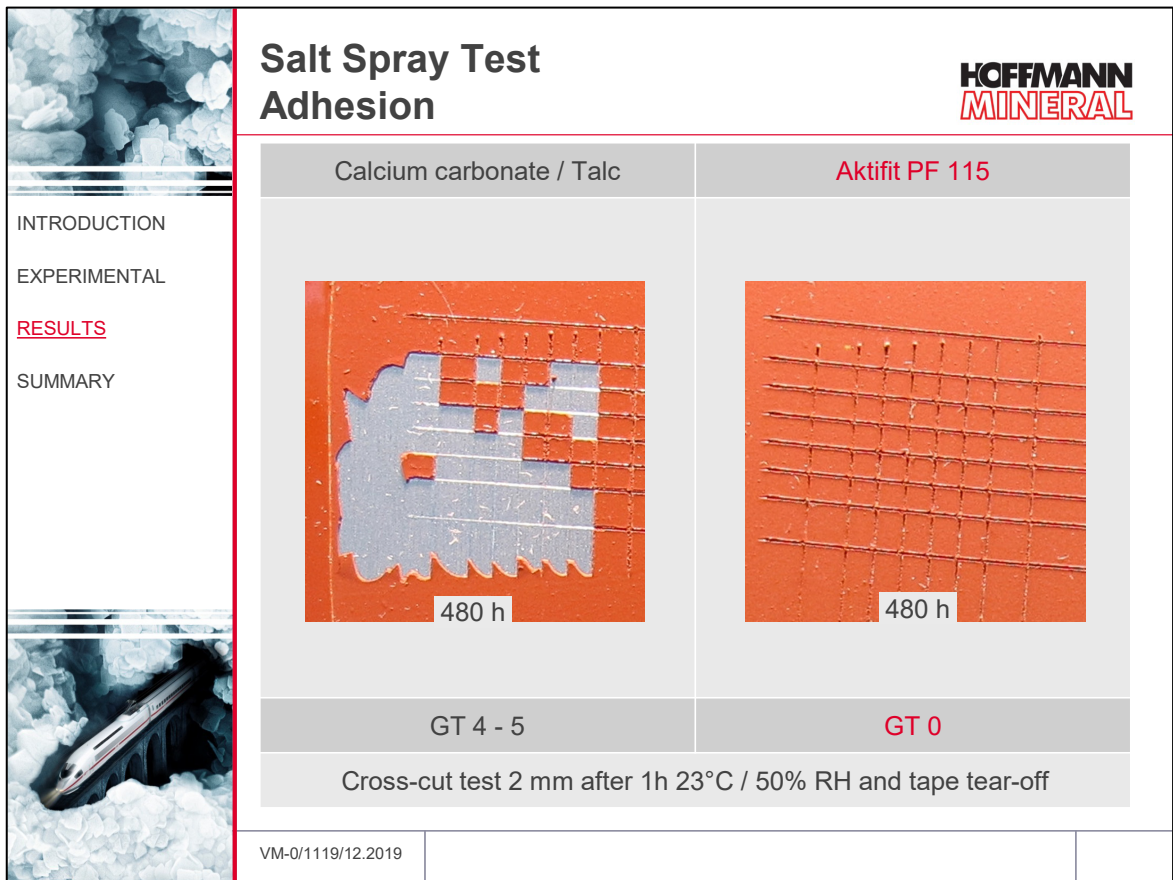 Salt Spray Test
Adhesion
HOFFMANN
MINERAL
INTRODUCTION
EXPERIMENTAL
RESULTS
SUMMARY
Calcium carbonate / Talc
Aktifit PF 115
480 h
480 h
GT 4 - 5
GT 0
Cross-cut test 2 mm after 1h 23°C / 50% RH and tape tear-off
VM-0/1119/12.2019